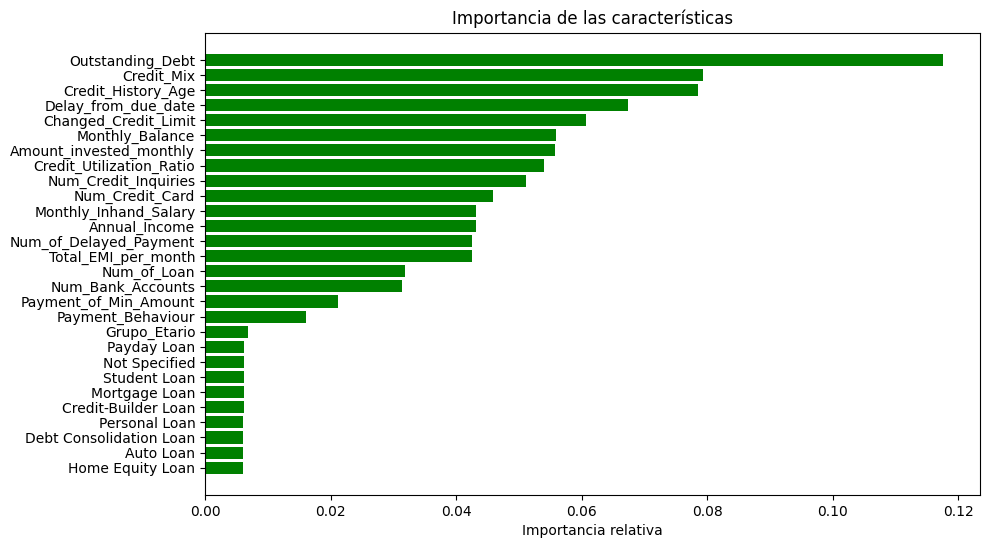 Importancia de las características
Outstanding_Debt
Credit_Mix
Credit_History_Age
Delay_from_due_date
Changed_Credit_Limit
Monthly_Balance
Amount_invested_monthly
Credit_Utilization_Ratio
Num_Credit_Inquiries
Num_Credit_Card
Monthly_Inhand_Salary
Annual_Income
Num_of_Delayed_Payment
Total_EMI_per_month
Num_of_Loan
Num_Bank_Accounts
Payment_of_Min_Amount
Payment_Behaviour
Grupo_Etario
Payday Loan
Not Specified
Student Loan
Mortgage Loan
Credit-Builder Loan
Personal Loan
Debt Consolidation Loan
Auto Loan
Home Equity Loan
0.00 0.02 0.04 0.06 0.08 0.10 0.12
Importancia relativa